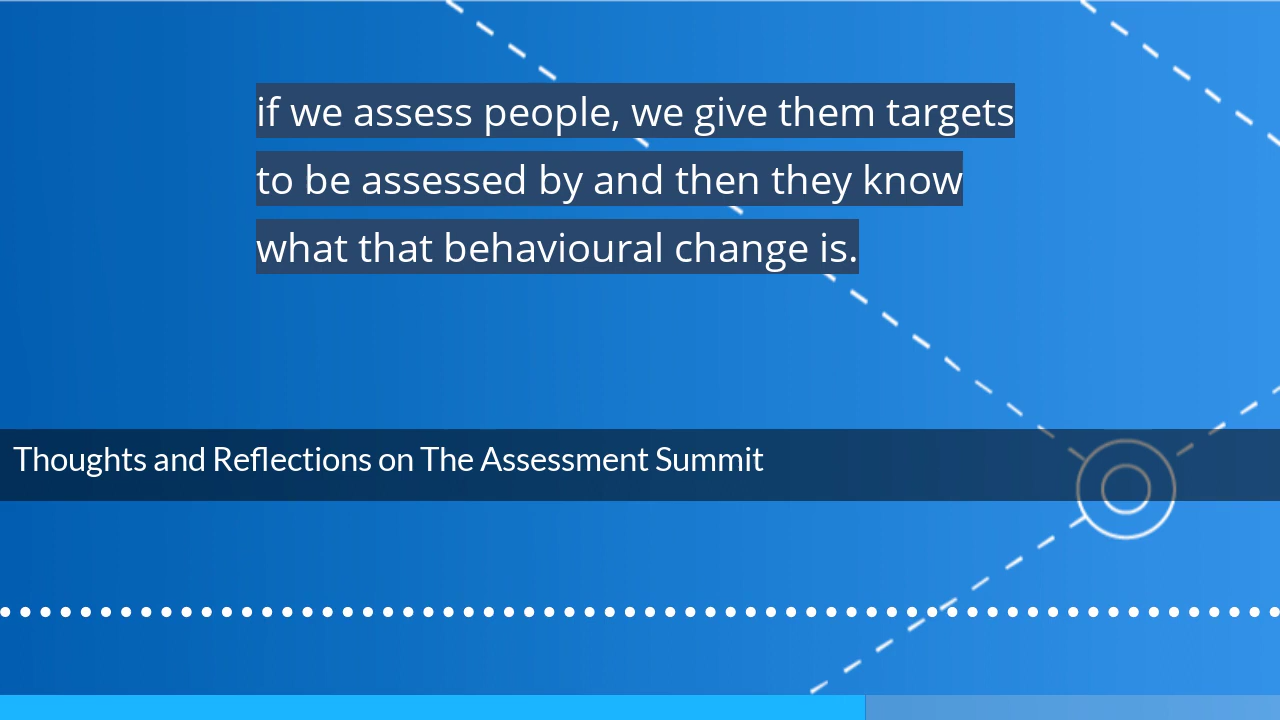 if we assess people, we give them targets
to be assessed by and then they know
what that behavioural change is.
Thoughts and Reflections on The Assessment Summit